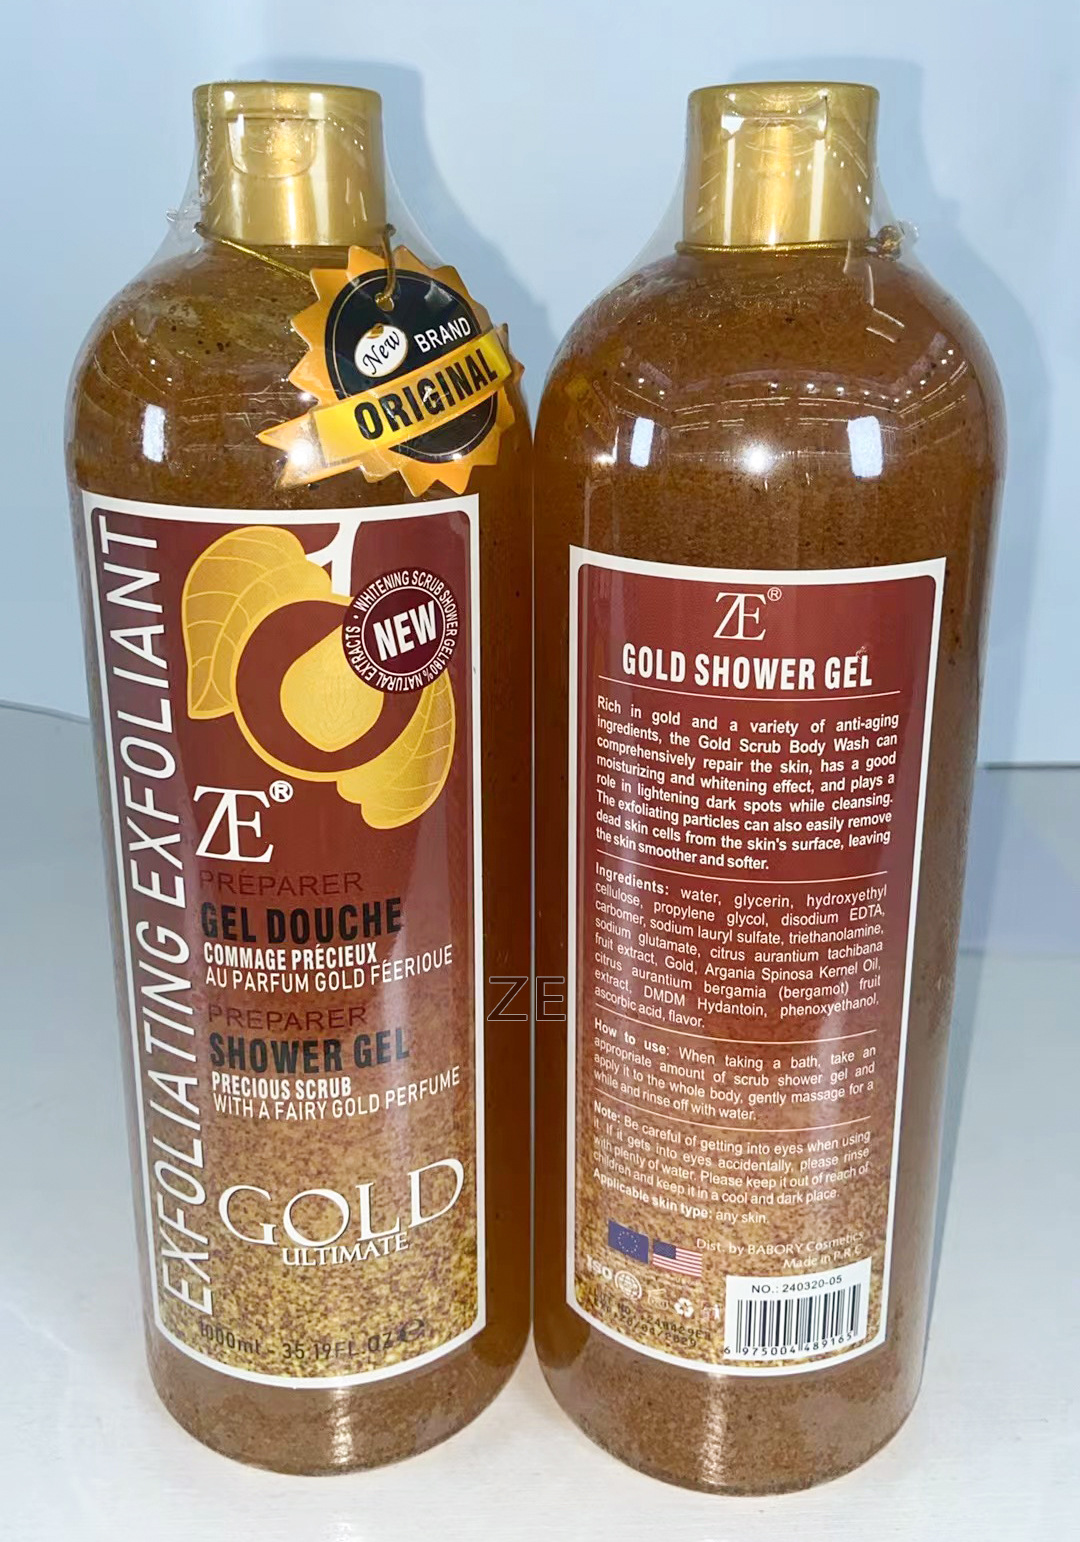 New BRAND
ORIGINAL
WHITENING SCRUB SHOWER GEL
100% NATURAL EXTRACTS
NEW
EXFOLIATING EXFOLIANT
ZE®
PRÉPARER
GEL DOUCHE
COMMAGE PRÉCIEUX
AU PARFUM GOLD FÉERIOUE
PREPARER
SHOWER GEL
PRECIOUS SCRUB
WITH A FAIRY GOLD PERFUME
GOLD
ULTIMATE
1000ml - 35.19FL.OZ e
ZE
ZE®
GOLD SHOWER GEL
Rich in gold and a variety of anti-aging
ingredients, the Gold Scrub Body Wash can
comprehensively repair the skin, has a good
moisturizing and whitening effect, and plays a
role in lightening dark spots while cleansing.
The exfoliating particles can also easily remove
dead skin cells from the skin's surface, leaving
the skin smoother and softer.
Ingredients: water, glycerin, hydroxyethyl
cellulose, propylene glycol, disodium EDTA,
carbomer, sodium lauryl sulfate, triethanolamine,
sodium glutamate, citrus aurantium tachibana
fruit extract, Gold, Argania Spinosa Kernel Oil,
citrus aurantium bergamia (bergamot) fruit
extract, DMDM Hydantoin, phenoxyethanol,
ascorbic acid, flavor.
How to use: When taking a bath, take an
appropriate amount of scrub shower gel and
apply it to the whole body, gently massage for a
while and rinse off with water.
Note: Be careful of getting into eyes when using
it. If it gets into eyes accidentally, please rinse
with plenty of water. Please keep it out of reach of
children and keep it in a cool and dark place.
Applicable skin type: any skin.
Dist. by BABORY Cosmetics
Made in P.R.C
ISO
NO.: 240320-05
6 975004 489165